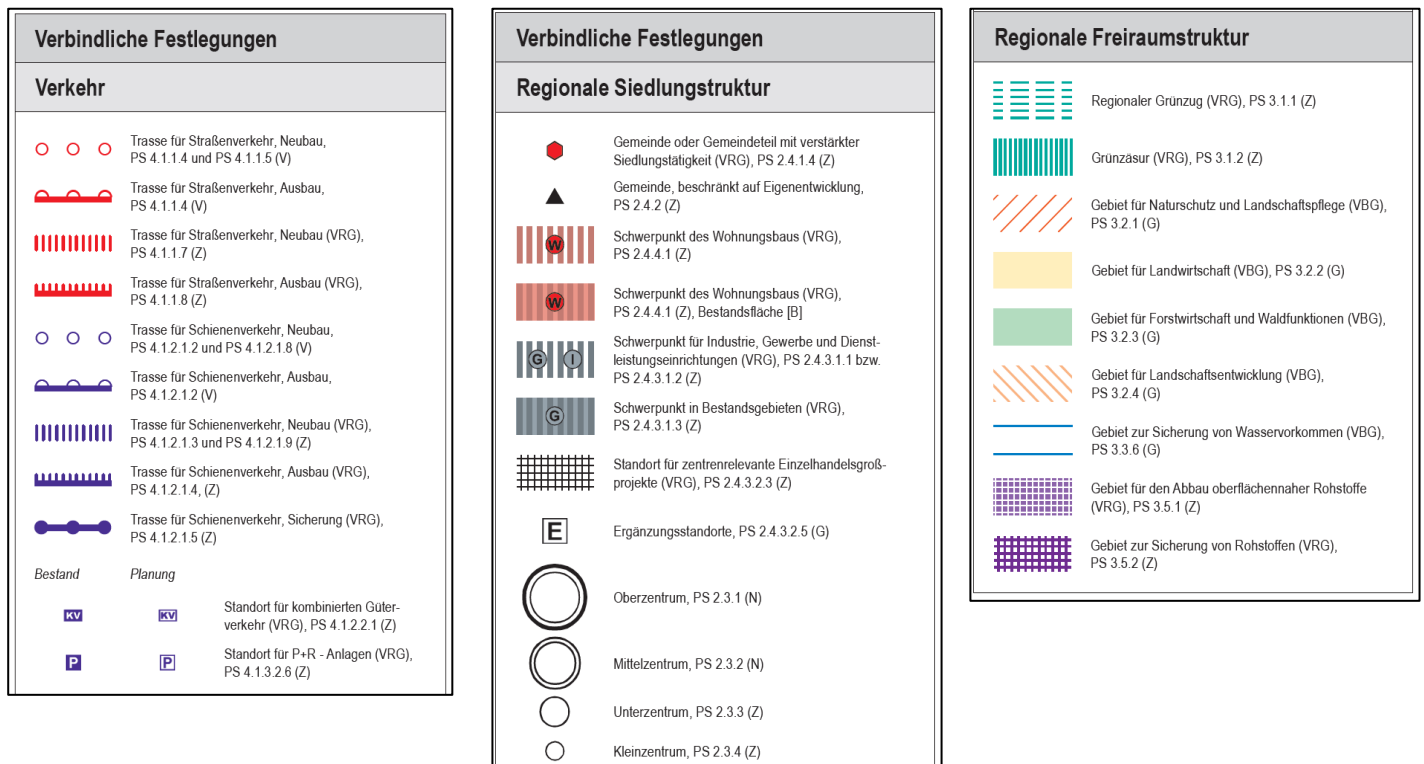 Verbindliche Festlegungen
Verkehr
Trasse für Straßenverkehr, Neubau,
PS 4.1.1.4 und PS 4.1.1.5 (V)
Trasse für Straßenverkehr, Ausbau,
PS 4.1.1.4 (V)
Trasse für Straßenverkehr, Neubau (VRG),
PS 4.1.1.7 (Z)
Trasse für Straßenverkehr, Ausbau (VRG),
PS 4.1.1.8 (Z)
Trasse für Schienenverkehr, Neubau,
PS 4.1.2.1.2 und PS 4.1.2.1.8 (V)
Trasse für Schienenverkehr, Ausbau,
PS 4.1.2.1.2 (V)
Trasse für Schienenverkehr, Neubau (VRG),
PS 4.1.2.1.3 und PS 4.1.2.1.9 (Z)
Trasse für Schienenverkehr, Ausbau (VRG),
PS 4.1.2.1.4, (Z)
Trasse für Schienenverkehr, Sicherung (VRG),
PS 4.1.2.1.5 (Z)
Bestand Planung
KV KV Standort für kombinierten Güter-
verkehr (VRG), PS 4.1.2.2.1 (Z)
P P Standort für P+R - Anlagen (VRG),
PS 4.1.3.2.6 (Z)
Verbindliche Festlegungen
Regionale Siedlungstruktur
Gemeinde oder Gemeindeteil mit verstärkter
Siedlungstätigkeit (VRG), PS 2.4.1.4 (Z)
Gemeinde, beschränkt auf Eigenentwicklung,
PS 2.4.2 (Z)
W Schwerpunkt des Wohnungsbaus (VRG),
PS 2.4.4.1 (Z)
W Schwerpunkt des Wohnungsbaus (VRG),
PS 2.4.4.1 (Z), Bestandsfläche [B]
G I Schwerpunkt für Industrie, Gewerbe und Dienst-
leistungseinrichtungen (VRG), PS 2.4.3.1.1 bzw.
PS 2.4.3.1.2 (Z)
G Schwerpunkt in Bestandsgebieten (VRG),
PS 2.4.3.1.3 (Z)
Standort für zentrenrelevante Einzelhandelsgroß-
projekte (VRG), PS 2.4.3.2.3 (Z)
E Ergänzungsstandorte, PS 2.4.3.2.5 (G)
Oberzentrum, PS 2.3.1 (N)
Mittelzentrum, PS 2.3.2 (N)
Unterzentrum, PS 2.3.3 (Z)
Kleinzentrum, PS 2.3.4 (Z)
Regionale Freiraumstruktur
Regionaler Grünzug (VRG), PS 3.1.1 (Z)
Grünzäsur (VRG), PS 3.1.2 (Z)
Gebiet für Naturschutz und Landschaftspflege (VBG),
PS 3.2.1 (G)
Gebiet für Landwirtschaft (VBG), PS 3.2.2 (G)
Gebiet für Forstwirtschaft und Waldfunktionen (VBG),
PS 3.2.3 (G)
Gebiet für Landschaftsentwicklung (VBG),
PS 3.2.4 (G)
Gebiet zur Sicherung von Wasservorkommen (VBG),
PS 3.3.6 (G)
Gebiet für den Abbau oberflächennaher Rohstoffe
(VRG), PS 3.5.1 (Z)
Gebiet zur Sicherung von Rohstoffen (VRG),
PS 3.5.2 (Z)